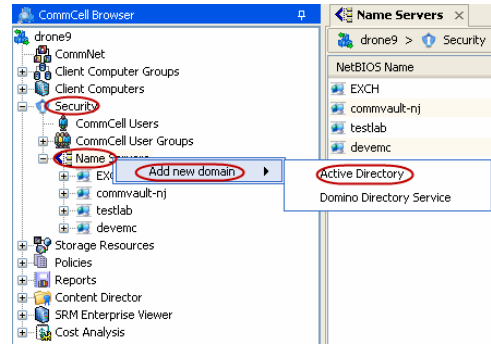 CommCell Browser
drone9
CommNet
Client Computer Groups
Client Computers
Security
CommCell Users
CommCell User Groups
Name Servers
EXC
commvault-nj
testlab
devemc
Storage Resources
Policies
Reports
Content Director
SRM Enterprise Viewer
Cost Analysis
Add new domain
Active Directory
Domino Directory Service
Name Servers
drone9 > Security
NetBIOS Name
EXCH
commvault-nj
testlab
devemc